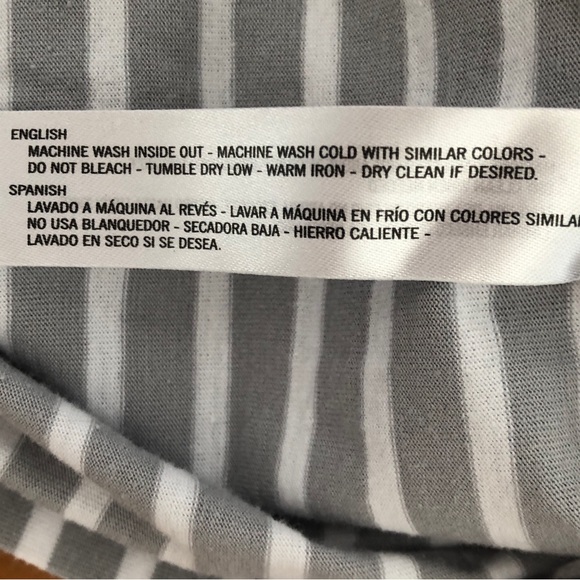 ENGLISH
MACHINE WASH INSIDE OUT - MACHINE WASH COLD WITH SIMILAR COLORS -
DO NOT BLEACH - TUMBLE DRY LOW - WARM IRON - DRY CLEAN IF DESIRED.
SPANISH
LAVADO A MÁQUINA AL REVÉS - LAVAR A MÁQUINA EN FRÍO CON COLORES
NO USA BLANQUEDOR - SECADORA BAJA - HIERRO CALIENTE -
LAVADO EN SECO SI SE DESEA.